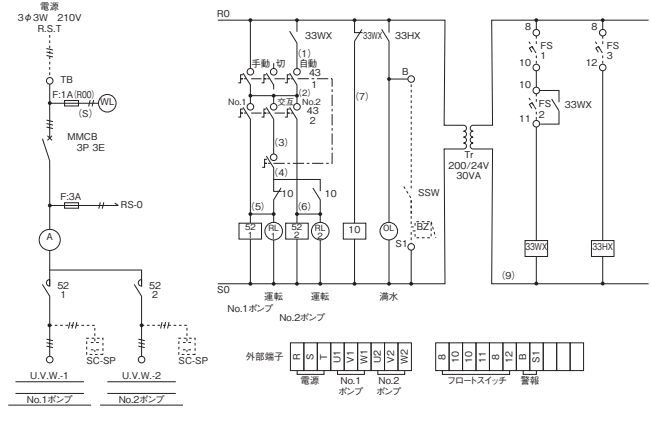 電源
3φ3W 210V
R.S.T
TB
F:1A(R00)
WL
(S)
MMCB
3P 3E
F:3A
RS-0
A
52
1
52
2
SC-SP
SC-SP
U.V.W.-1
U.V.W.-2
No.1ポンプ
No.2ポンプ
R0
33WX
33WX
33HX
(1)
手動
切
自動
43
1
(2)
No.1
交互
No.2
43
2
(3)
(4)
10
10
(5)
(6)
(7)
52
1
RL
1
52
2
RL
2
10
OL
B
SSW
BZ
S1
S0
運転
運転
満水
No.1ポンプ
No.2ポンプ
Tr
200/24V
30VA
8
FS
1
10
10
FS
2
33WX
11
8
FS
3
12
33WX
33HX
(9)
外部端子
R
S
T
U1
V1
W1
U2
V2
W2
電源
No.1
ポンプ
No.2
ポンプ
8
10
10
11
8
12
B
S1
フロートスイッチ
警報